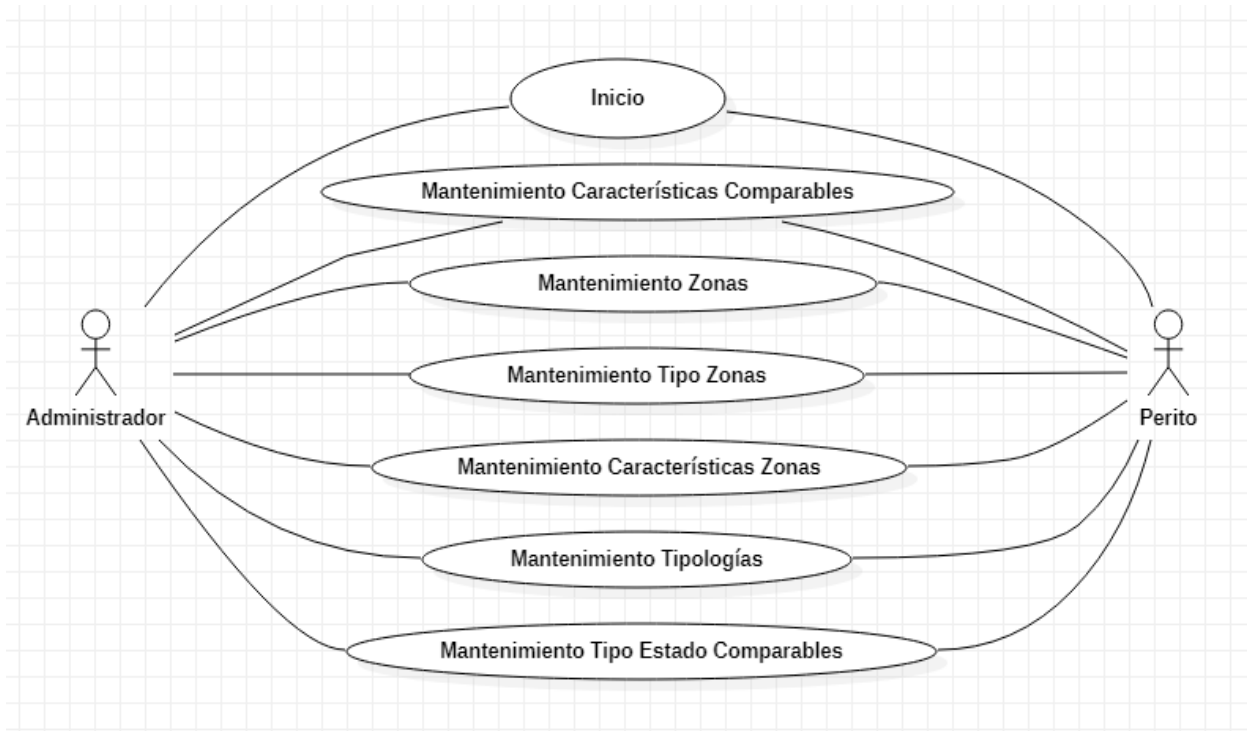 Inicio
Mantenimiento Características Comparables
Mantenimiento Zonas
Mantenimiento Tipo Zonas
Administrador
Perito
Mantenimiento Características Zonas
Mantenimiento Tipologías
Mantenimiento Tipo Estado Comparables